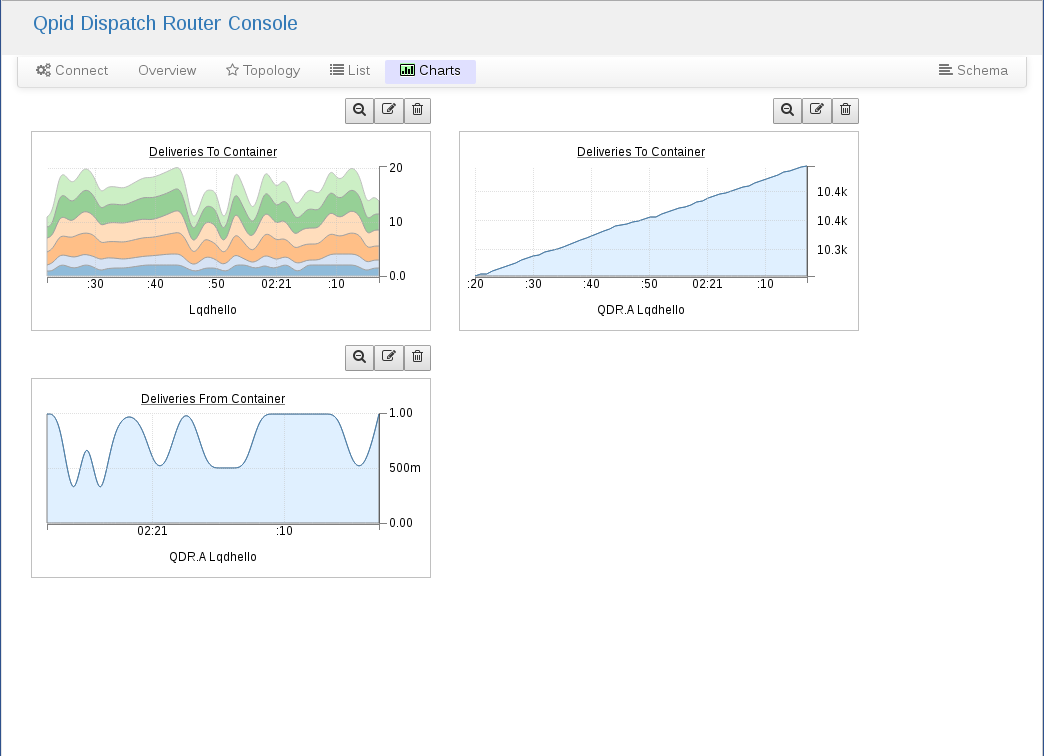 Qpid Dispatch Router Console
Connect Overview Topology List Charts Schema
Deliveries To Container
20
10
0.0
:30 :40 :50 02:21 :10
Lqdhello
Deliveries To Container
10.4k
10.4k
10.3k
:20 :30 :40 :50 02:21 :10
QDR.A Lqdhello
Deliveries From Container
1.00
500m
0.00
02:21 :10
QDR.A Lqdhello